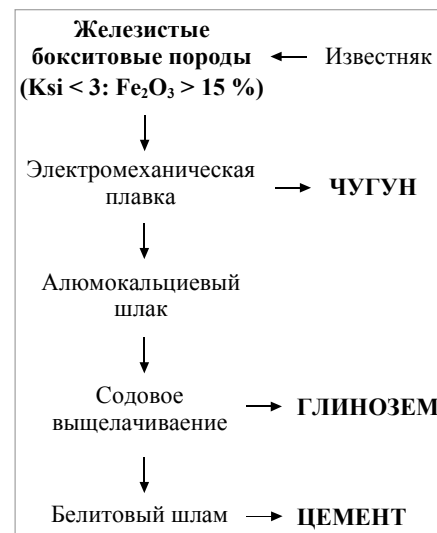 Железистые
бокситовые породы
(Ksi < 3: Fe₂O₃ > 15 %)
Известняк
Электромеханическая
плавка
ЧУГУН
Алюмокальциевый
шлак
Содовое
выщелачиваение
ГЛИНОЗЕМ
Белитовый шлам
ЦЕМЕНТ